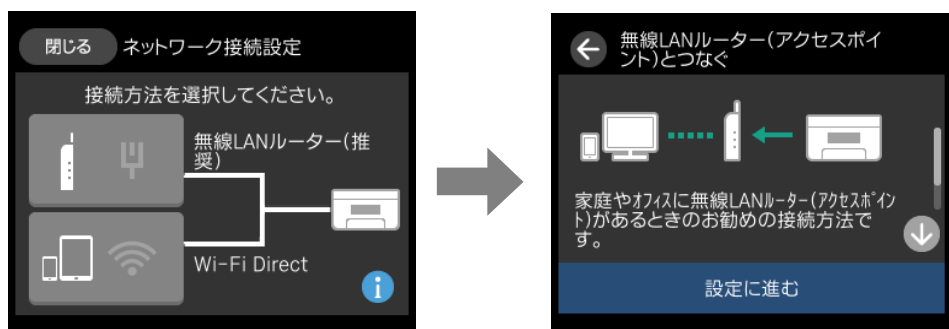 閉じる
ネットワーク接続設定
接続方法を選択してください。
無線LANルーター(推
奨)
Wi-Fi Direct
i
無線LANルーター(アクセスポイ
ント)とつなぐ
家庭やｵﾌｨｽに無線LANﾙｰﾀｰ(ｱｸｾｽﾎﾟｲﾝ
ﾄ)があるときのお勧めの接続方法で
す。
設定に進む